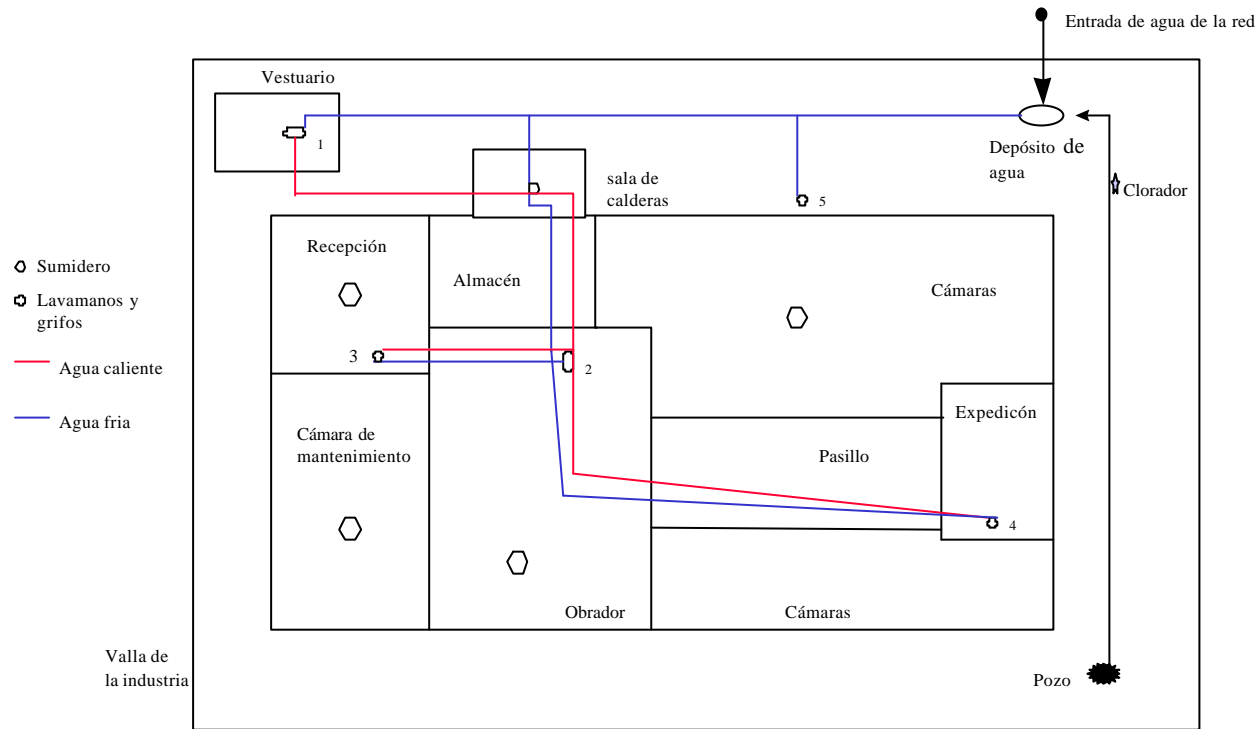 Entrada de agua de la red
Vestuario
1
Depósito de
agua
sala de
calderas
5
Clorador
Recepción
Almacén
Cámaras
Sumidero
Lavamanos y
grifos
3
2
Agua caliente
Agua fria
Expedicón
Cámara de
mantenimiento
Pasillo
4
Obrador
Cámaras
Valla de
la industria
Pozo